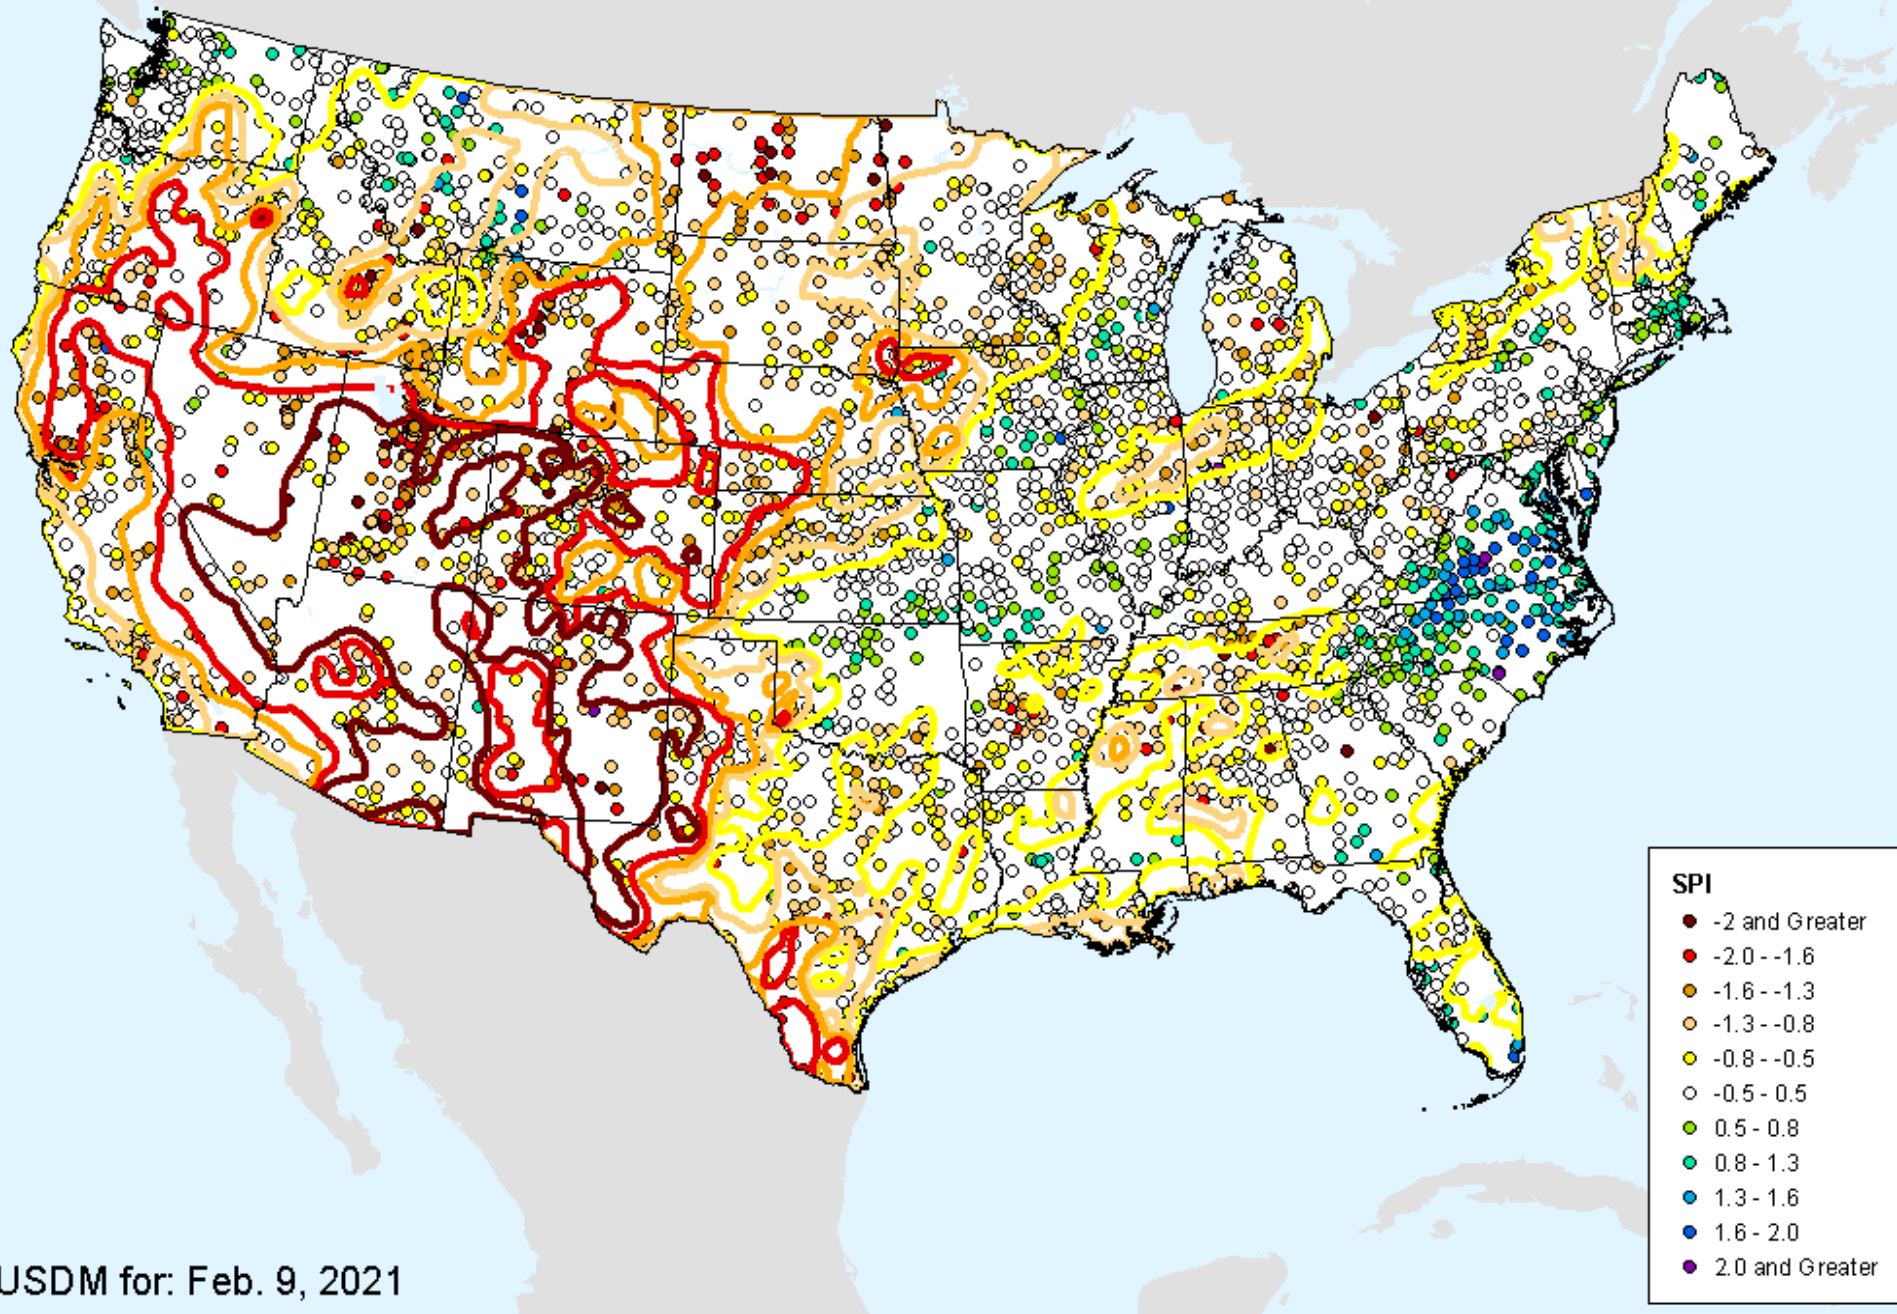 SPI
-2 and Greater
-2.0 - -1.6
-1.6 - -1.3
-1.3 - -0.8
-0.8 - -0.5
-0.5 - 0.5
0.5 - 0.8
0.8 - 1.3
1.3 - 1.6
1.6 - 2.0
2.0 and Greater
USDM for: Feb. 9, 2021